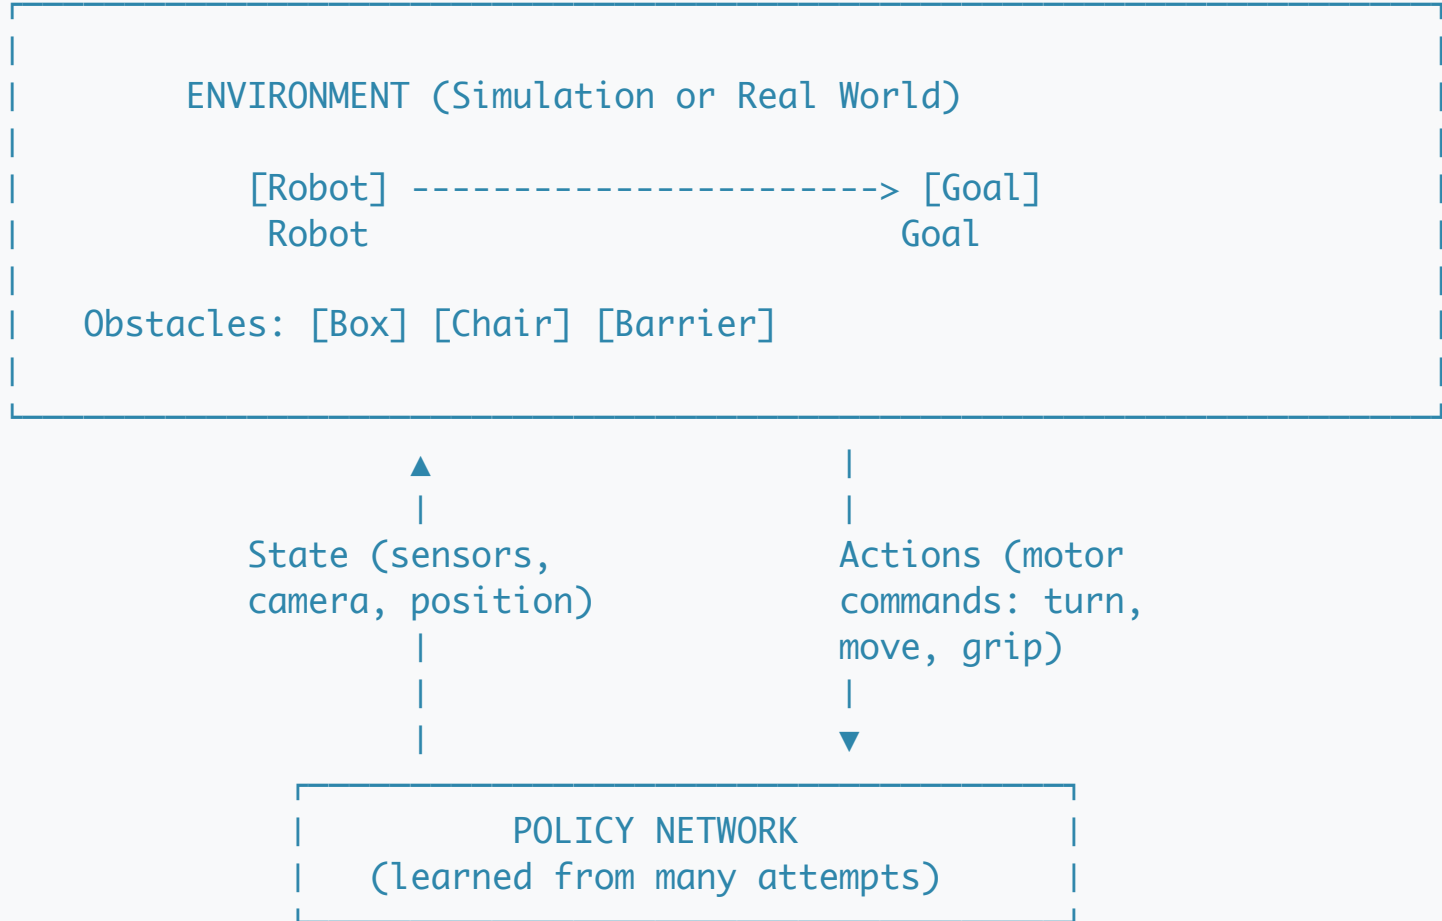 ENVIRONMENT (Simulation or Real World)
[Robot] -----------------------> [Goal]
Robot Goal
Obstacles: [Box] [Chair] [Barrier]
State (sensors,
camera, position)
Actions (motor
commands: turn,
move, grip)
POLICY NETWORK
(learned from many attempts)